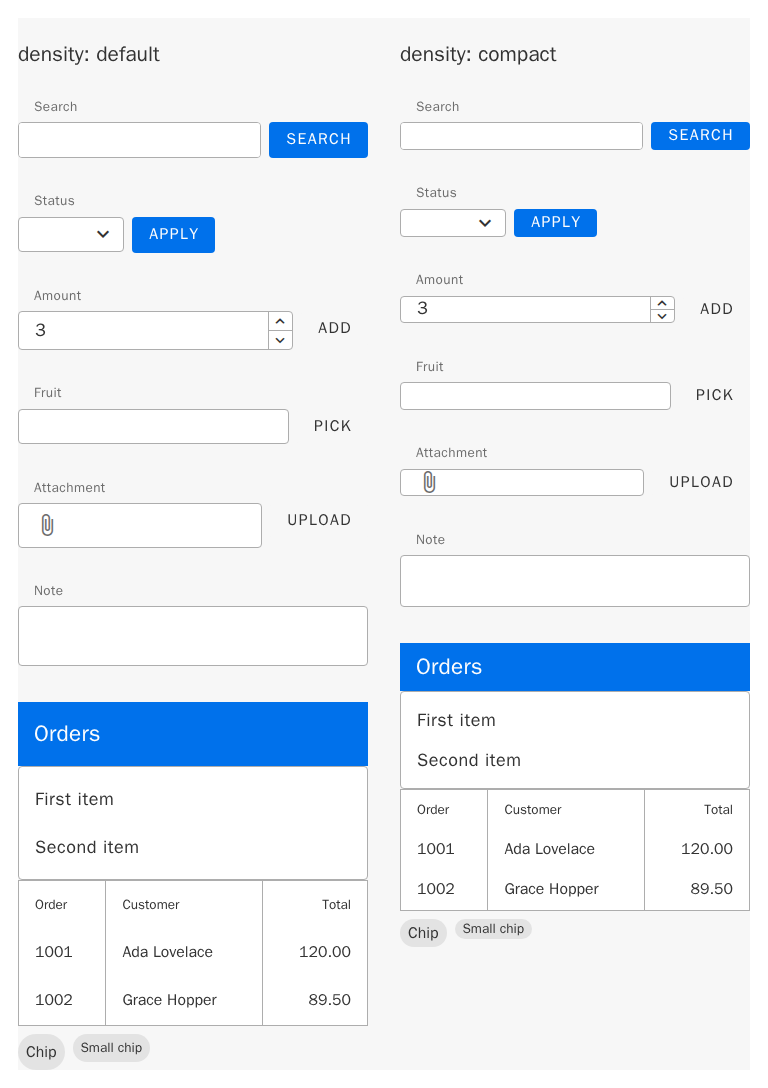 density: default
Search
SEARCH
Status
APPLY
Amount
3
ADD
Fruit
PICK
Attachment
UPLOAD
Note
Orders
First item
Second item
Order Customer Total
1001 Ada Lovelace 120.00
1002 Grace Hopper 89.50
Chip Small chip
density: compact
Search
SEARCH
Status
APPLY
Amount
3
ADD
Fruit
PICK
Attachment
UPLOAD
Note
Orders
First item
Second item
Order Customer Total
1001 Ada Lovelace 120.00
1002 Grace Hopper 89.50
Chip Small chip